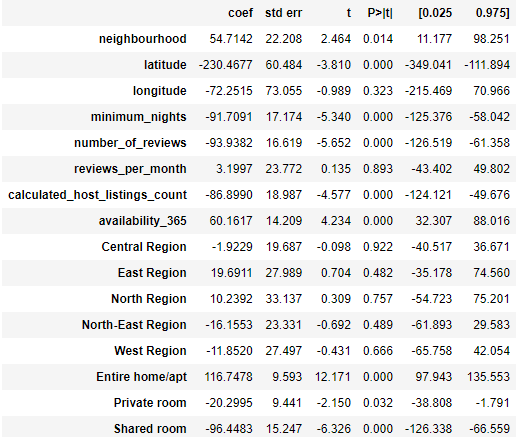 coef std err t P>|t| [0.025 0.975]
neighbourhood 54.7142 22.208 2.464 0.014 11.177 98.251
latitude -230.4677 60.484 -3.810 0.000 -349.041 -111.894
longitude -72.2515 73.055 -0.989 0.323 -215.469 70.966
minimum_nights -91.7091 17.174 -5.340 0.000 -125.376 -58.042
number_of_reviews -93.9382 16.619 -5.652 0.000 -126.519 -61.358
reviews_per_month 3.1997 23.772 0.135 0.893 -43.402 49.802
calculated_host_listings_count -86.8990 18.987 -4.577 0.000 -124.121 -49.676
availability_365 60.1617 14.209 4.234 0.000 32.307 88.016
Central Region -1.9229 19.687 -0.098 0.922 -40.517 36.671
East Region 19.6911 27.989 0.704 0.482 -35.178 74.560
North Region 10.2392 33.137 0.309 0.757 -54.723 75.201
North-East Region -16.1553 23.331 -0.692 0.489 -61.893 29.583
West Region -11.8520 27.497 -0.431 0.666 -65.758 42.054
Entire home/apt 116.7478 9.593 12.171 0.000 97.943 135.553
Private room -20.2995 9.441 -2.150 0.032 -38.808 -1.791
Shared room -96.4483 15.247 -6.326 0.000 -126.338 -66.559